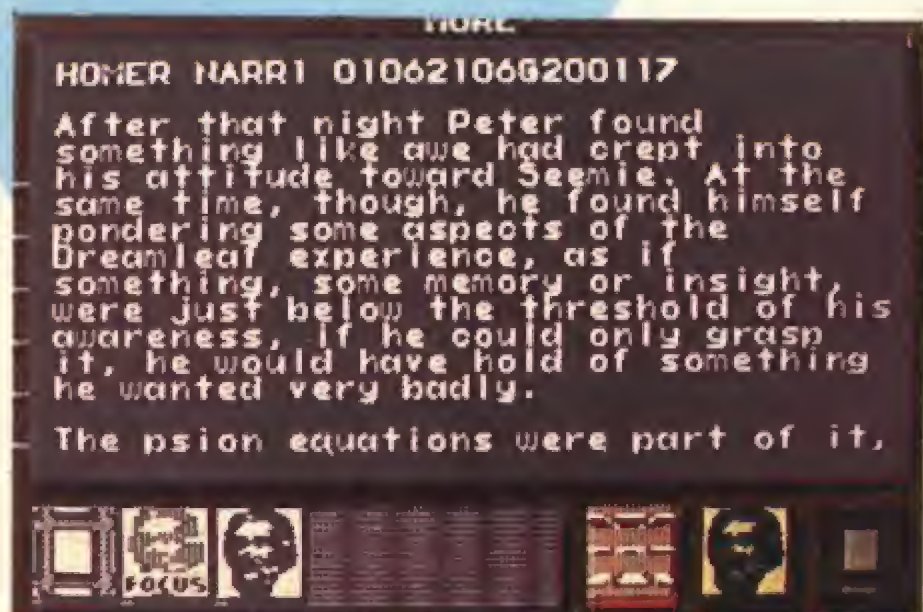 MORE
HOMER NARR1 01062106G200117
After that night Peter found
something like awe had crept into
his attitude toward Seemie. At the
same time, though, he found himself
pondering some aspects of the
Dreamleaf experience, as if
something, some memory or insight,
were just below the threshold of his
awareness, if he could only grasp
it, he would have hold of something
he wanted very badly.
The psion equations were part of it,
FOCUS